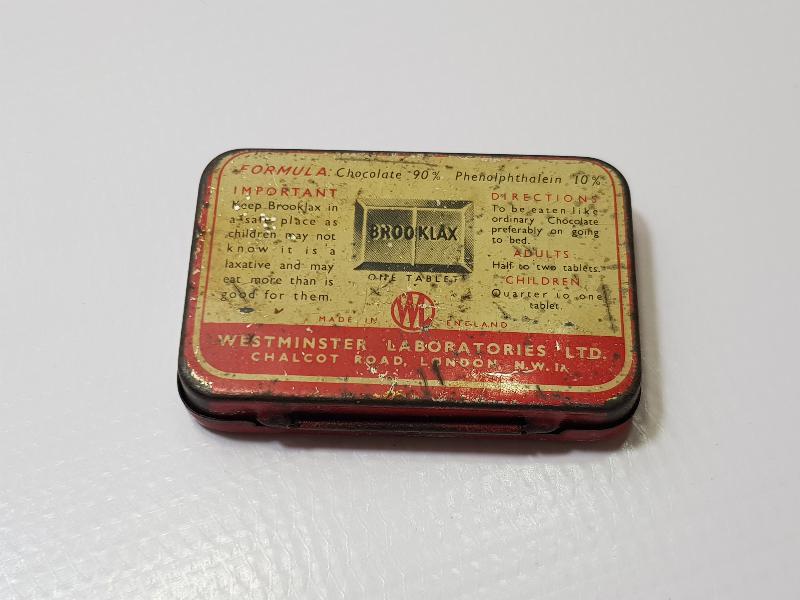 FORMULA: Chocolate 90% Phenolphthalein 10%
IMPORTANT
Keep Brooklax in
a safe place as
children may not
know it is a
laxative and may
eat more than is
good for them.
BROOKLAX
ONE TABLET
DIRECTIONS
To be eaten like
ordinary Chocolate
preferably on going
to bed.
ADULTS
Half to two tablets.
CHILDREN
Quarter to one
tablet.
WL
MADE IN ENGLAND
WESTMINSTER LABORATORIES LTD.
CHALCOT ROAD, LONDON, N.W.1